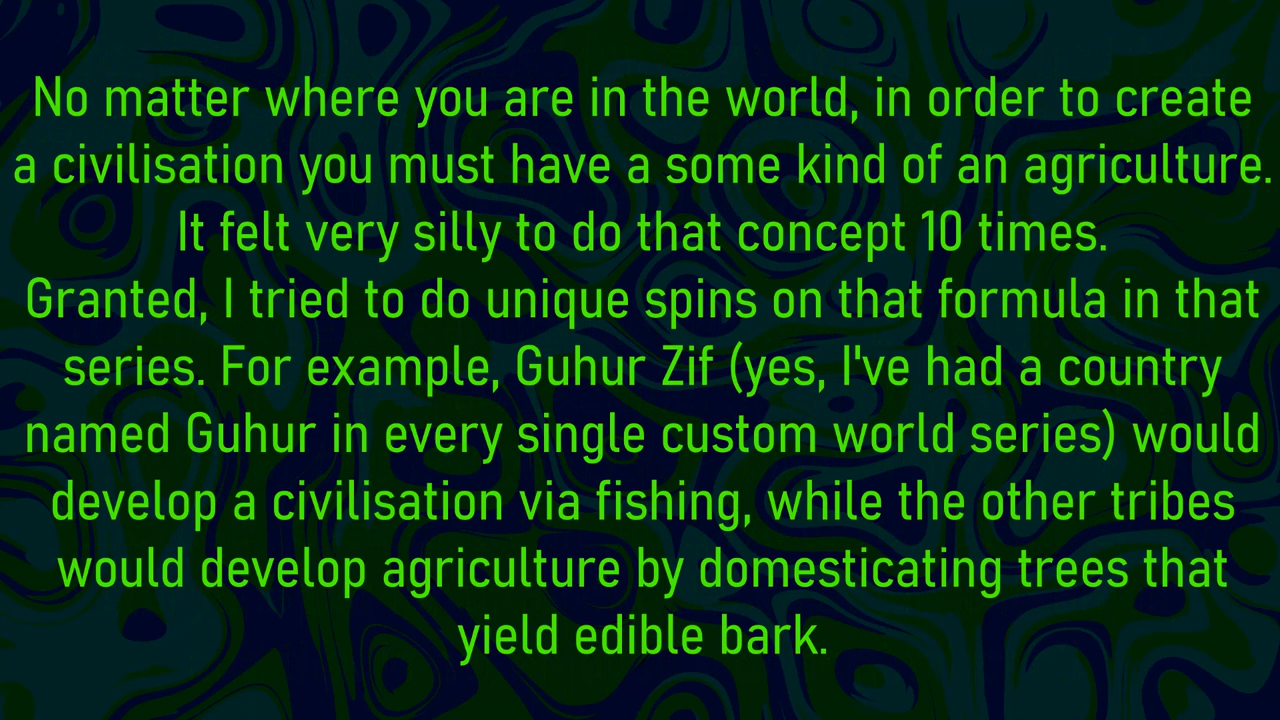 No matter where you are in the world, in order to create
a civilisation you must have a some kind of an agriculture.
It felt very silly to do that concept 10 times.
Granted, I tried to do unique spins on that formula in that
series. For example, Guhur Zif (yes, I've had a country
named Guhur in every single custom world series) would
develop a civilisation via fishing, while the other tribes
would develop agriculture by domesticating trees that
yield edible bark.